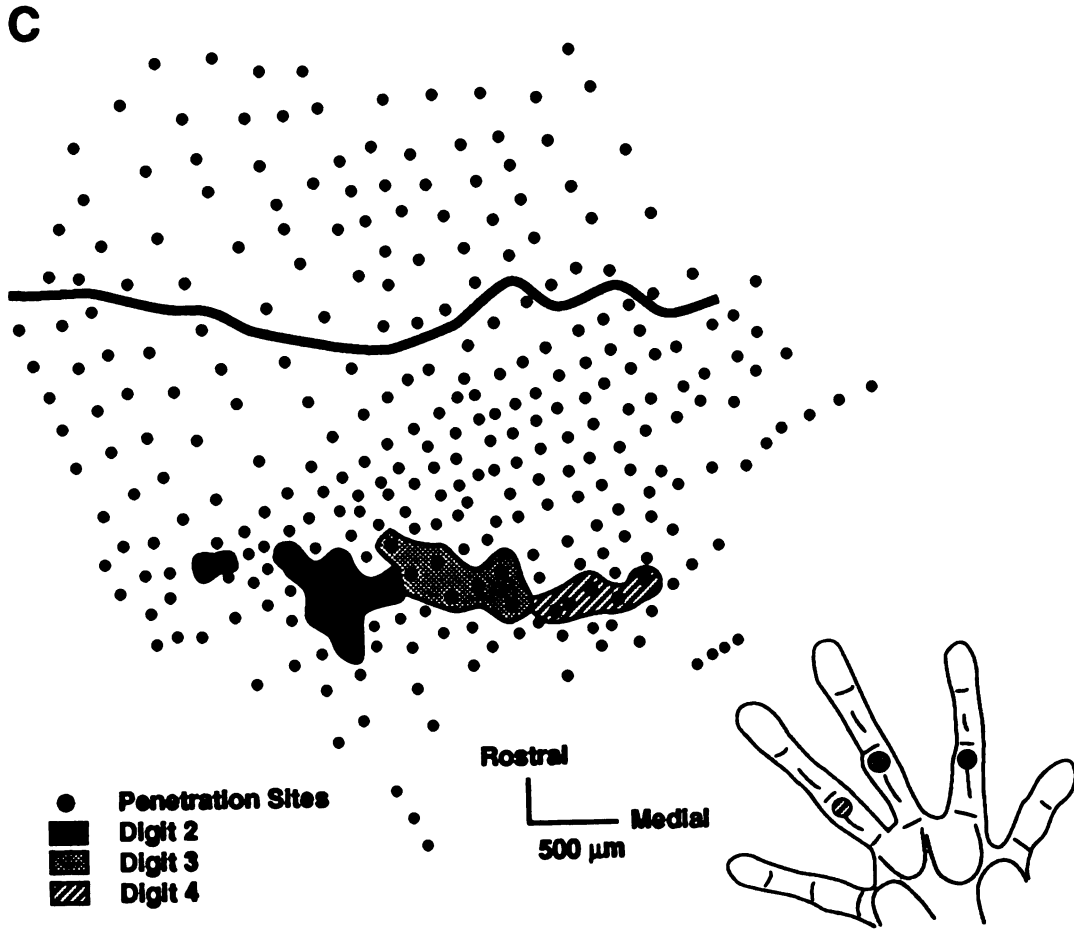 C
Rostral
Medial
500 μm
Penetration Sites
Digit 2
Digit 3
Digit 4